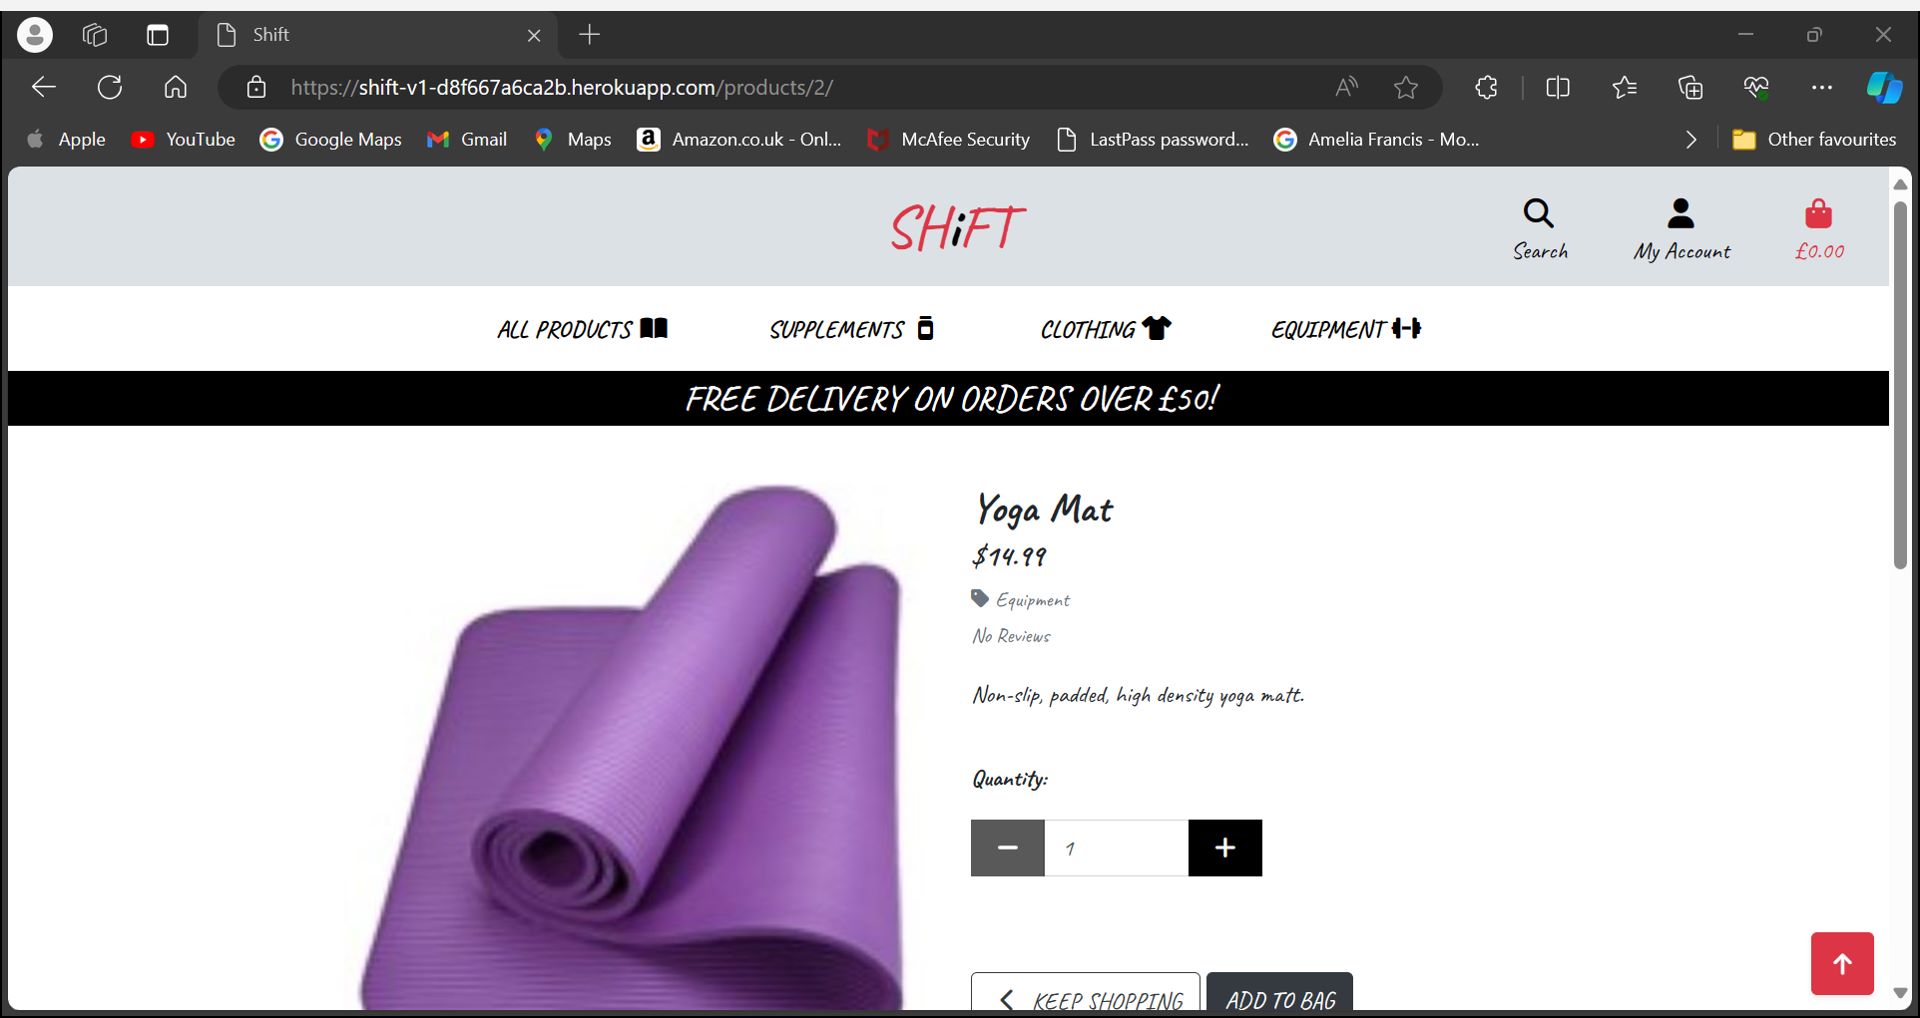 Shift
https://shift-v1-d8f667a6ca2b.herokuapp.com/products/2/
Apple YouTube Google Maps Gmail Maps Amazon.co.uk - Onl... McAfee Security LastPass password... Amelia Francis - Mo... Other favourites
SHiFT
Search My Account £0.00
ALL PRODUCTS SUPPLEMENTS CLOTHING EQUIPMENT
FREE DELIVERY ON ORDERS OVER £50!
Yoga Mat
$14.99
Equipment
No Reviews
Non-slip, padded, high density yoga matt.
Quantity:
1
KEEP SHOPPING ADD TO BAG